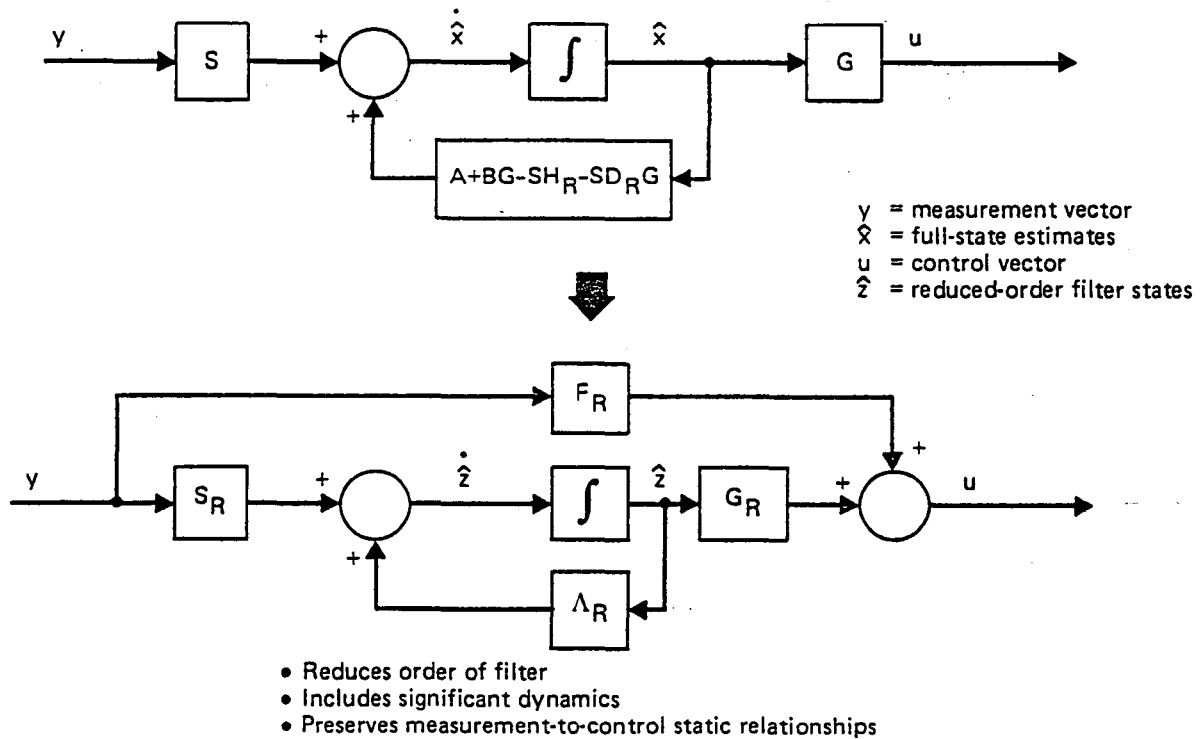 y
S
+
+
ẋ̂
∫
x̂
G
u
A+BG-SH_R-SD_RG
y = measurement vector
x̂ = full-state estimates
u = control vector
ẑ = reduced-order filter states
F_R
+
y
S_R
+
+
ż̂
∫
ẑ
G_R
+
u
Λ_R
• Reduces order of filter
• Includes significant dynamics
• Preserves measurement-to-control static relationships